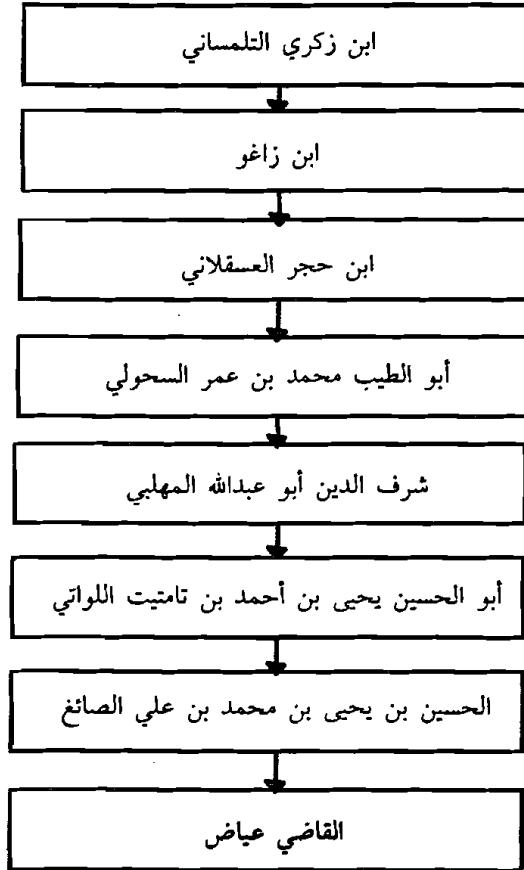 ابن زكري التلمساني
ابن زاغو
ابن حجر العسقلاني
أبو الطيب محمد بن عمر السحولي
شرف الدين أبو عبدالله المهلبي
أبو الحسين يحيى بن أحمد بن تامتيت اللواتي
الحسين بن يحيى بن محمد بن علي الصائغ
القاضي عياض